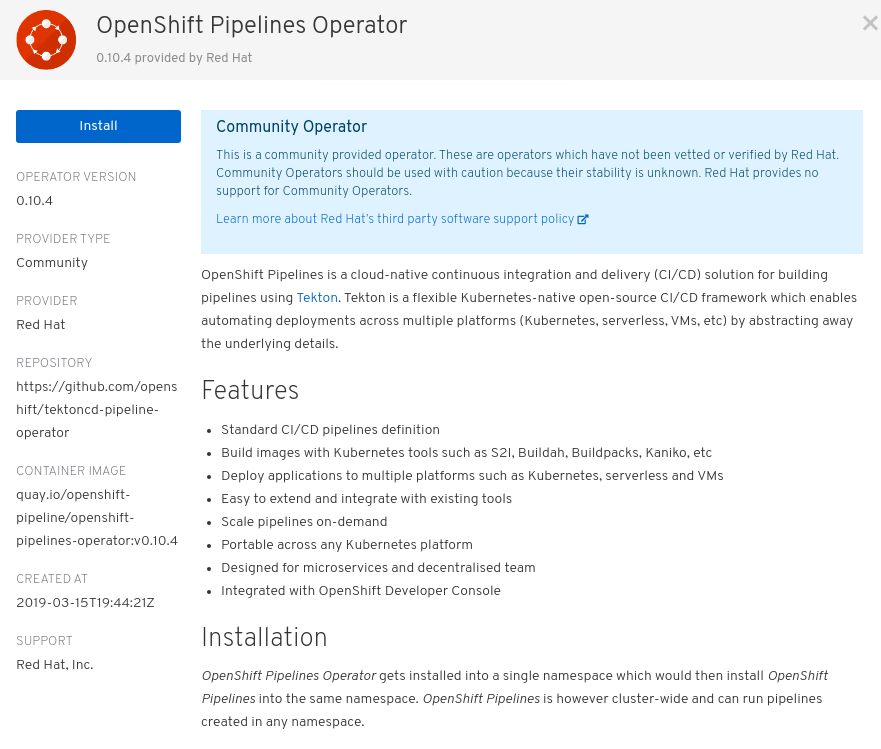 OpenShift Pipelines Operator
0.10.4 provided by Red Hat
Install
OPERATOR VERSION
0.10.4
PROVIDER TYPE
Community
PROVIDER
Red Hat
REPOSITORY
https://github.com/opens
hift/tektoncd-pipeline-
operator
CONTAINER IMAGE
quay.io/openshift-
pipeline/openshift-
pipelines-operator:v0.10.4
CREATED AT
2019-03-15T19:44:21Z
SUPPORT
Red Hat, Inc.
Community Operator
This is a community provided operator. These are operators which have not been vetted or verified by Red Hat.
Community Operators should be used with caution because their stability is unknown. Red Hat provides no
support for Community Operators.
Learn more about Red Hat's third party software support policy
OpenShift Pipelines is a cloud-native continuous integration and delivery (CI/CD) solution for building
pipelines using Tekton. Tekton is a flexible Kubernetes-native open-source CI/CD framework which enables
automating deployments across multiple platforms (Kubernetes, serverless, VMs, etc) by abstracting away
the underlying details.
Features
• Standard CI/CD pipelines definition
• Build images with Kubernetes tools such as S2I, Buildah, Buildpacks, Kaniko, etc
• Deploy applications to multiple platforms such as Kubernetes, serverless and VMs
• Easy to extend and integrate with existing tools
• Scale pipelines on-demand
• Portable across any Kubernetes platform
• Designed for microservices and decentralised team
• Integrated with OpenShift Developer Console
Installation
OpenShift Pipelines Operator gets installed into a single namespace which would then install OpenShift
Pipelines into the same namespace. OpenShift Pipelines is however cluster-wide and can run pipelines
created in any namespace.